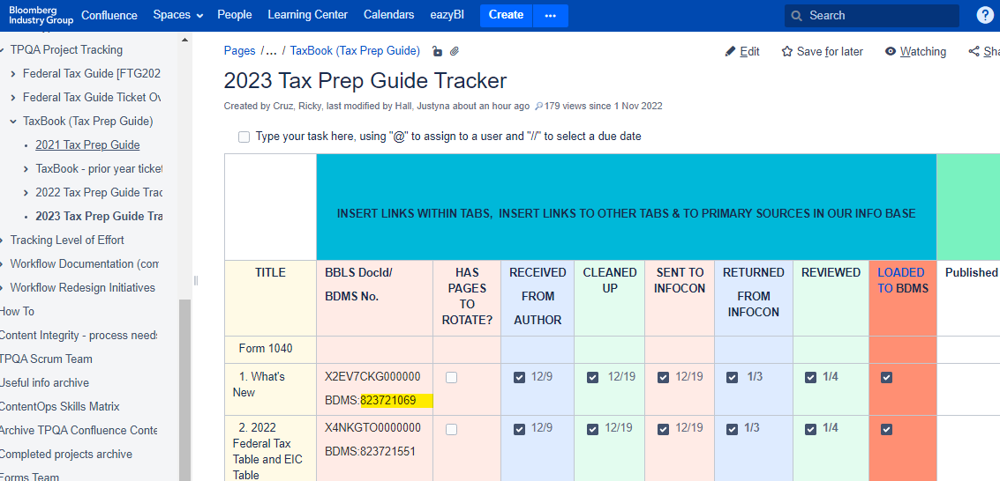 Bloomberg
Industry Group
Confluence Spaces People Learning Center Calendars eazyBI Create ••• Search ?
TPQA Project Tracking
Federal Tax Guide [FTG202
Federal Tax Guide Ticket Ov
TaxBook (Tax Prep Guide)
2021 Tax Prep Guide
TaxBook - prior year ticket
2022 Tax Prep Guide Trac
2023 Tax Prep Guide Tra
Tracking Level of Effort
Workflow Documentation (com
Workflow Redesign Initiatives
How To
Content Integrity - process needs
TPQA Scrum Team
Useful info archive
ContentOps Skills Matrix
Archive TPQA Confluence Conte
Completed projects archive
Forms Team
Pages /... / TaxBook (Tax Prep Guide)
Edit Save for later Watching Sha
2023 Tax Prep Guide Tracker
Created by Cruz, Ricky, last modified by Hall, Justyna about an hour ago 179 views since 1 Nov 2022
Type your task here, using "@" to assign to a user and "//" to select a due date
INSERT LINKS WITHIN TABS, INSERT LINKS TO OTHER TABS & TO PRIMARY SOURCES IN OUR INFO BASE
TITLE
BBLS DocId/
BDMS No.
HAS
PAGES
TO
ROTATE?
RECEIVED
FROM
AUTHOR
CLEANED
UP
SENT TO
INFOCON
RETURNED
FROM
INFOCON
REVIEWED
LOADED
TO BDMS
Published
Form 1040
1. What's
New
X2EV7CKG000000
BDMS:823721069
12/9
12/19
12/19
1/3
1/4
2. 2022
Federal Tax
Table and EIC
Table
X4NKGTO0000000
BDMS:823721551
12/9
12/19
12/19
1/3
1/4